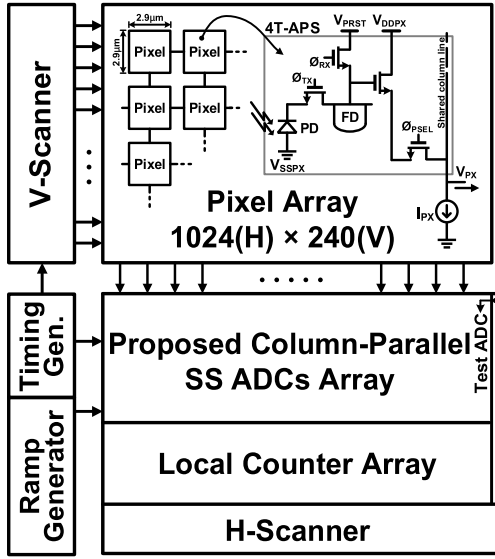 V-Scanner
2.9µm
2.9µm
Pixel
Pixel
Pixel
Pixel
Pixel
4T-APS
VPRST
VDDPX
ØRX
ØTX
FD
PD
VSSPX
ØPSEL
Shared column line
VPX
IPX
Pixel Array
1024(H) × 240(V)
Timing Gen.
Ramp Generator
Proposed Column-Parallel
SS ADCs Array
Test ADC
Local Counter Array
H-Scanner